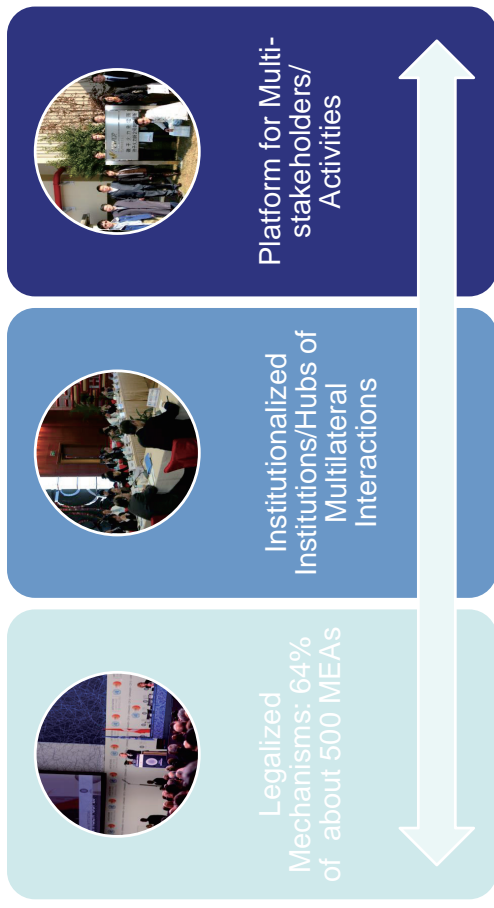 Legalized
Mechanisms: 64%
of about 500 MEAs
Institutionalized
Institutions/Hubs of
Multilateral
Interactions
Platform for Multi-
stakeholders/
Activities